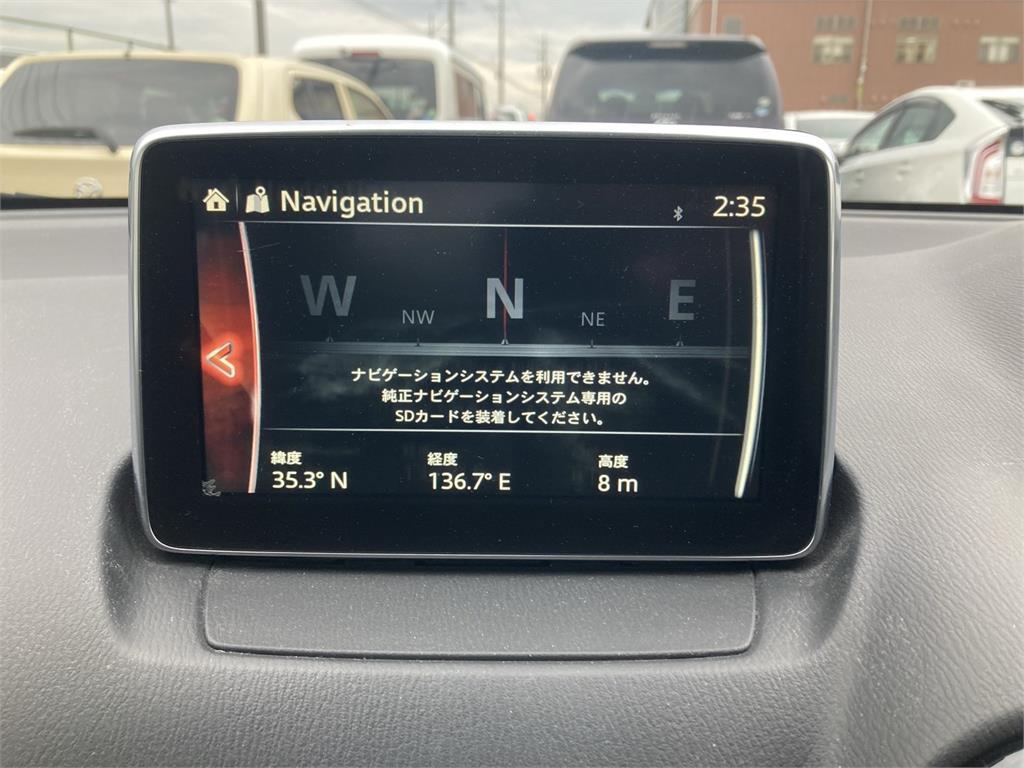 Navigation
2:35
W NW N NE E
ナビゲーションシステムを利用できません。
純正ナビゲーションシステム専用の
SDカードを装着してください。
緯度 経度 高度
35.3° N 136.7° E 8 m